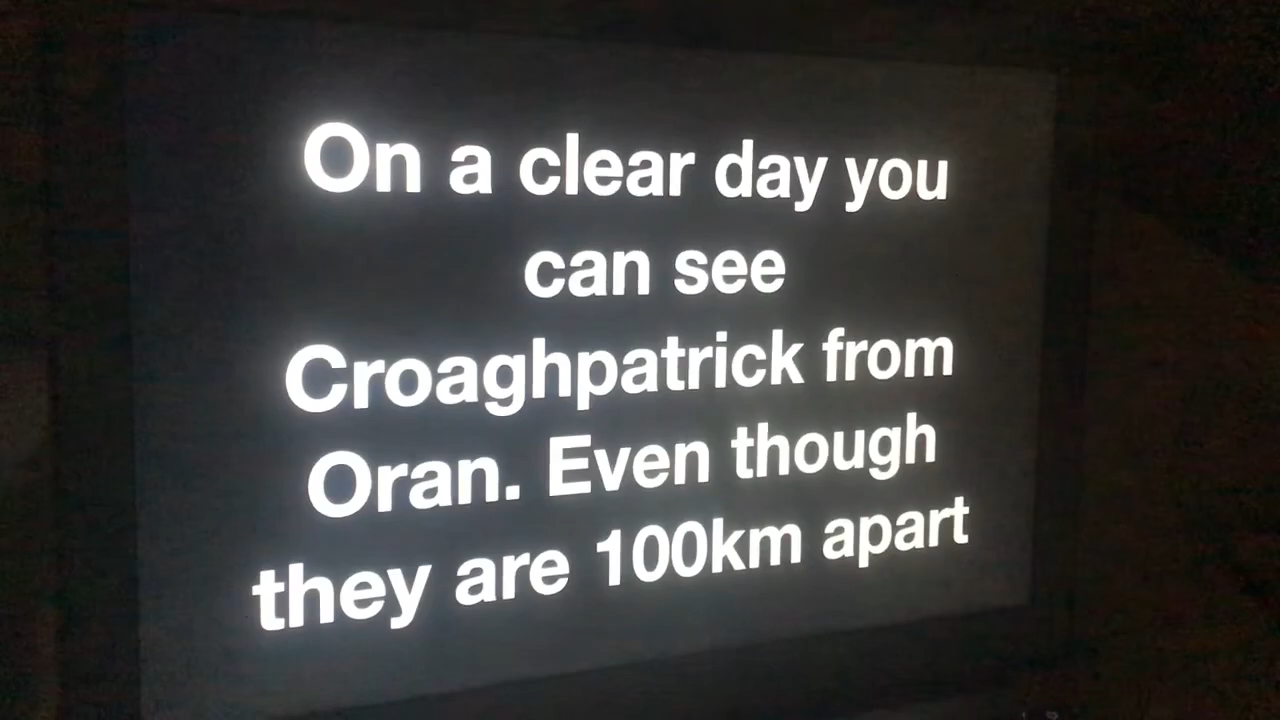 On a clear day you
can see
Croaghpatrick from
Oran. Even though
they are 100km apart